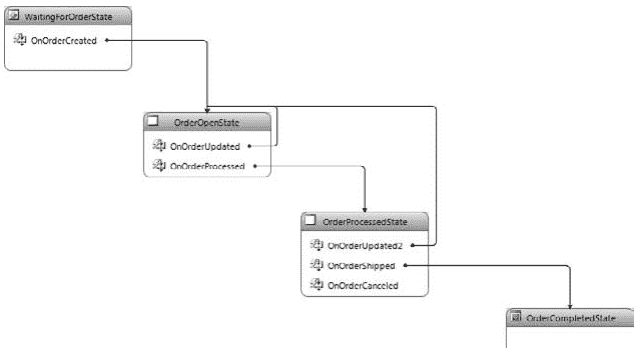 WaitingForOrderState
OnOrderCreated
OrderOpenState
OnOrderUpdated
OnOrderProcessed
OrderProcessedState
OnOrderUpdated2
OnOrderShipped
OnOrderCanceled
OrderCompletedState